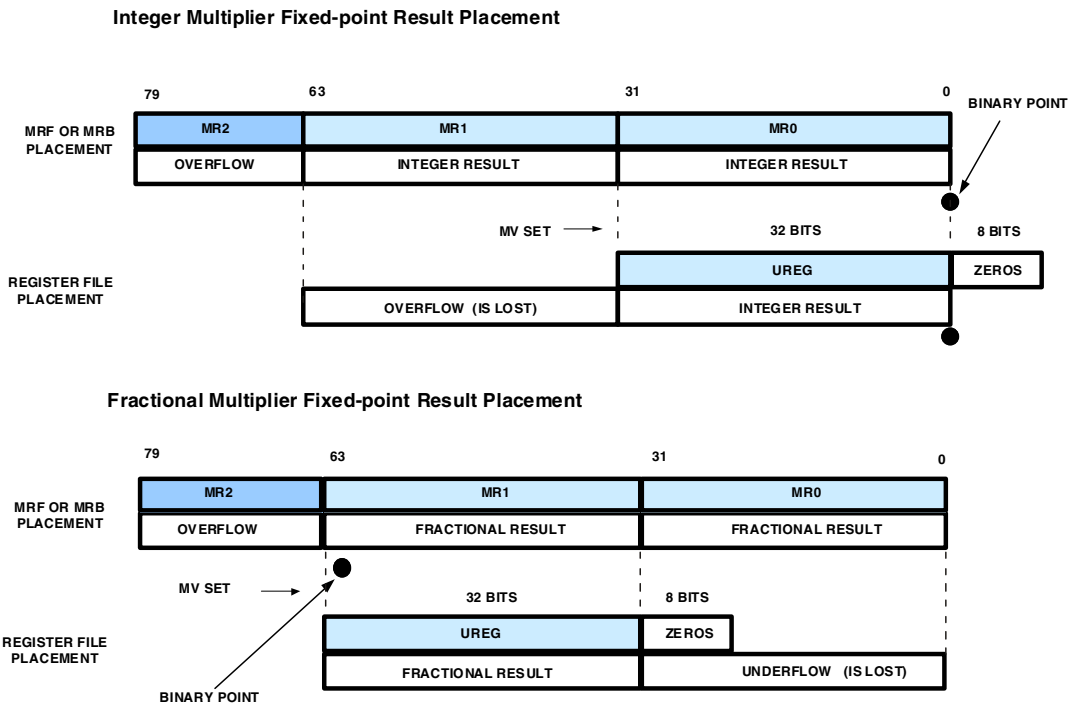 Integer Multiplier Fixed-point Result Placement
79 63 31 0
BINARY POINT
MRF OR MRB
PLACEMENT
MR2 MR1 MR0
OVERFLOW INTEGER RESULT INTEGER RESULT
MV SET 32 BITS 8 BITS
REGISTER FILE
PLACEMENT
UREG ZEROS
OVERFLOW (IS LOST) INTEGER RESULT
Fractional Multiplier Fixed-point Result Placement
79 63 31 0
MRF OR MRB
PLACEMENT
MR2 MR1 MR0
OVERFLOW FRACTIONAL RESULT FRACTIONAL RESULT
MV SET 32 BITS 8 BITS
REGISTER FILE
PLACEMENT
UREG ZEROS
FRACTIONAL RESULT UNDERFLOW (IS LOST)
BINARY POINT